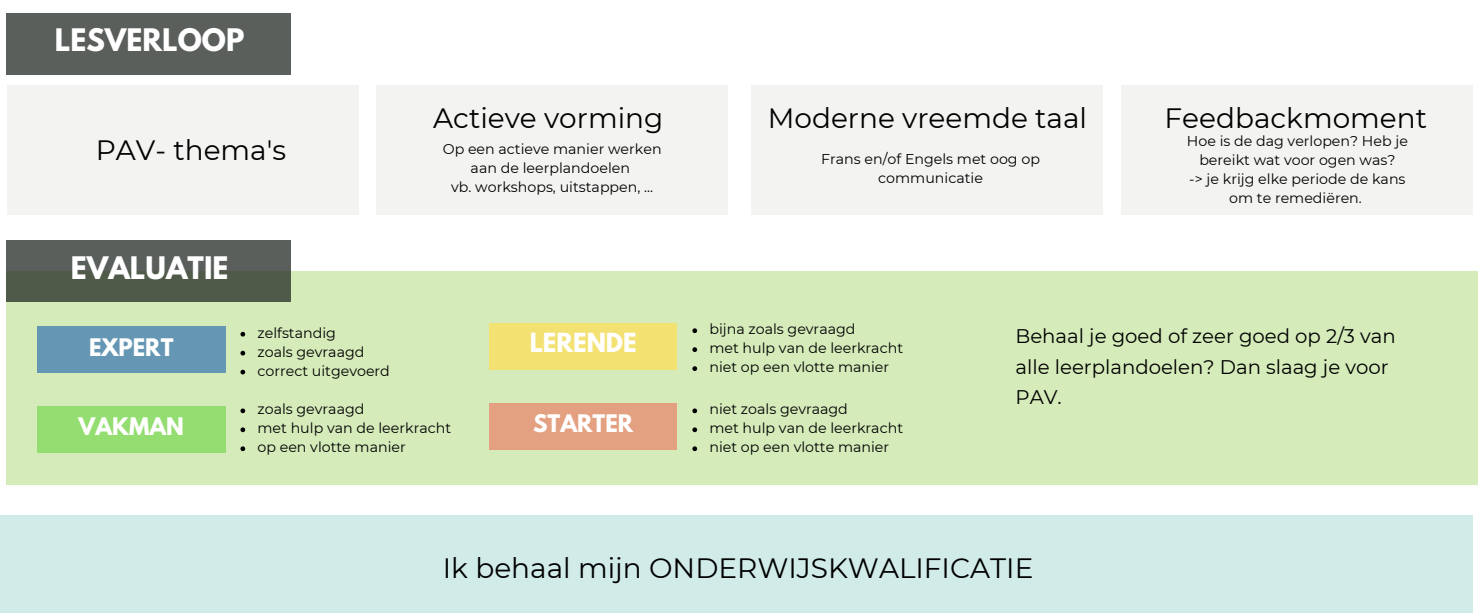 LESVERLOOP
PAV- thema's
Actieve vorming
Op een actieve manier werken
aan de leerplandoelen
vb. workshops, uitstappen, ...
Moderne vreemde taal
Frans en/of Engels met oog op
communicatie
Feedbackmoment
Hoe is de dag verlopen? Heb je
bereikt wat voor ogen was?
-> je krijg elke periode de kans
om te remediëren.
EVALUATIE
EXPERT
• zelfstandig
• zoals gevraagd
• correct uitgevoerd
VAKMAN
• zoals gevraagd
• met hulp van de leerkracht
• op een vlotte manier
LERENDE
• bijna zoals gevraagd
• met hulp van de leerkracht
• niet op een vlotte manier
STARTER
• niet zoals gevraagd
• met hulp van de leerkracht
• niet op een vlotte manier
Behaal je goed of zeer goed op 2/3 van
alle leerplandoelen? Dan slaag je voor
PAV.
Ik behaal mijn ONDERWIJSKWALIFICATIE